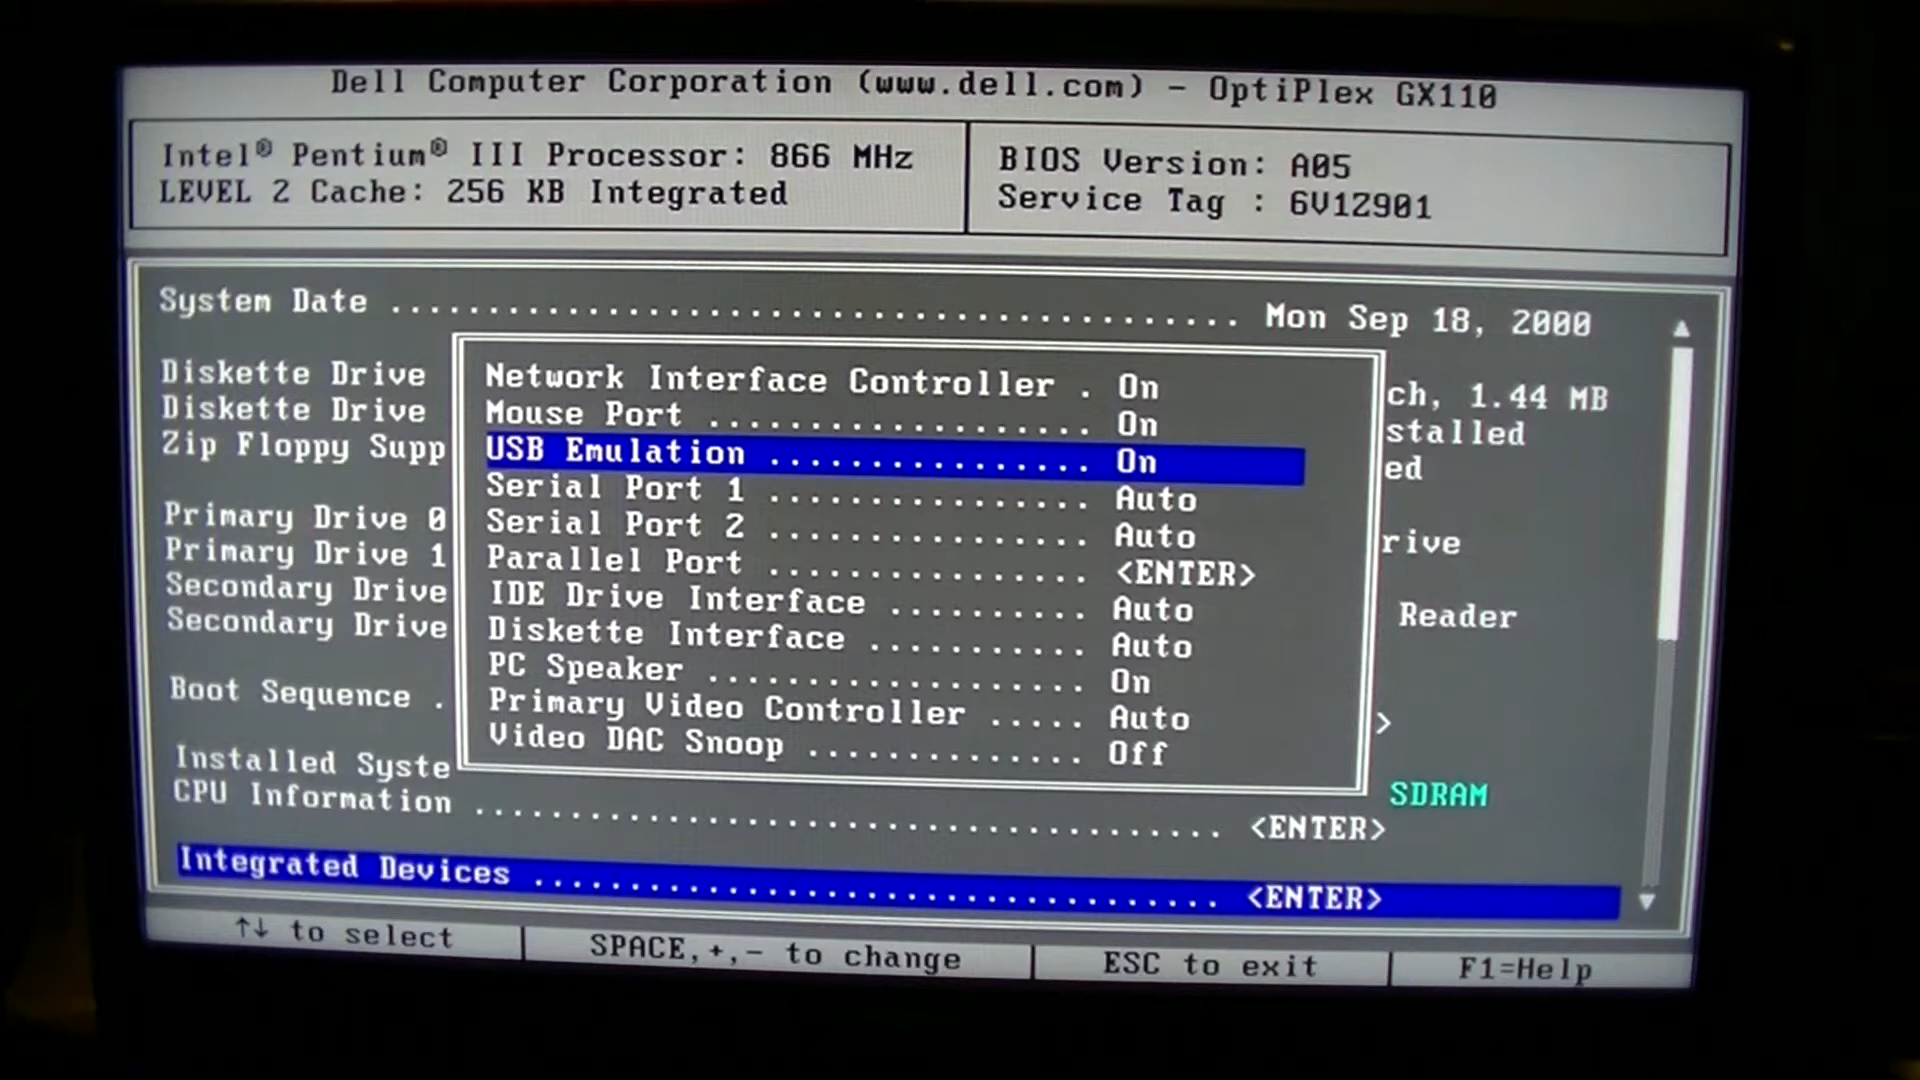 Dell Computer Corporation (www.dell.com) - OptiPlex GX110
Intel® Pentium® III Processor: 866 MHz
LEVEL 2 Cache: 256 KB Integrated
BIOS Version: A05
Service Tag : 6V1Z901
System Date ............................................ Mon Sep 18, 2000
Diskette Drive
ch, 1.44 MB
Diskette Drive
stalled
Zip Floppy Supp
ed
Primary Drive 0
rive
Primary Drive 1
Secondary Drive
Reader
Secondary Drive
Boot Sequence .
>
Installed Syste
SDRAM
CPU Information ....................................... <ENTER>
Integrated Devices .................................... <ENTER>
Network Interface Controller . On
Mouse Port ................... On
USB Emulation ................ On
Serial Port 1 ................ Auto
Serial Port 2 ................ Auto
Parallel Port ................ <ENTER>
IDE Drive Interface .......... Auto
Diskette Interface ........... Auto
PC Speaker ................... On
Primary Video Controller ..... Auto
Video DAC Snoop .............. Off
↑↓ to select
SPACE,+,- to change
ESC to exit
F1=Help